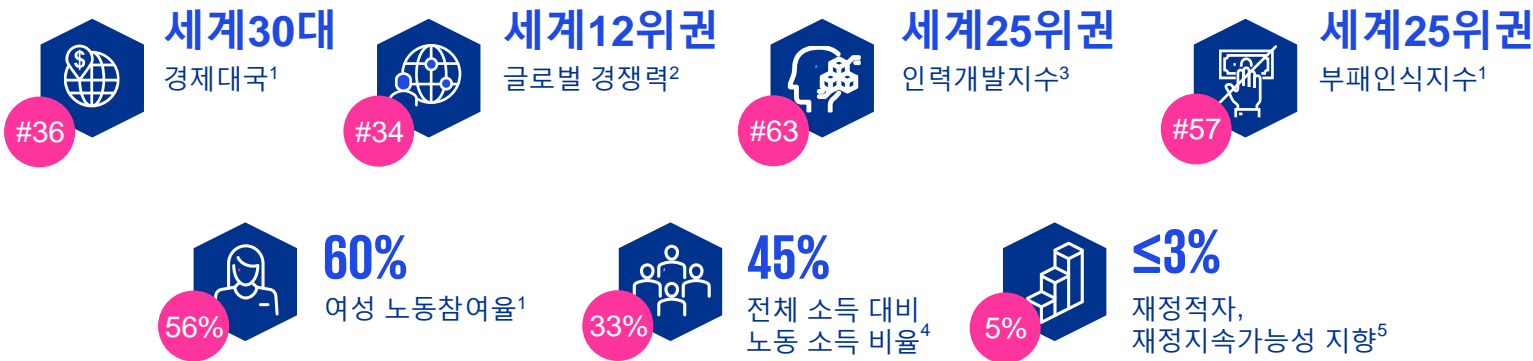 세계30대
경제대국1
#36
세계12위권
글로벌 경쟁력2
#34
세계25위권
인력개발지수3
#63
세계25위권
부패인식지수1
#57
60%
여성 노동참여율1
56%
45%
전체 소득 대비
노동 소득 비율4
33%
≤3%
재정적자,
재정지속가능성 지향5
5%